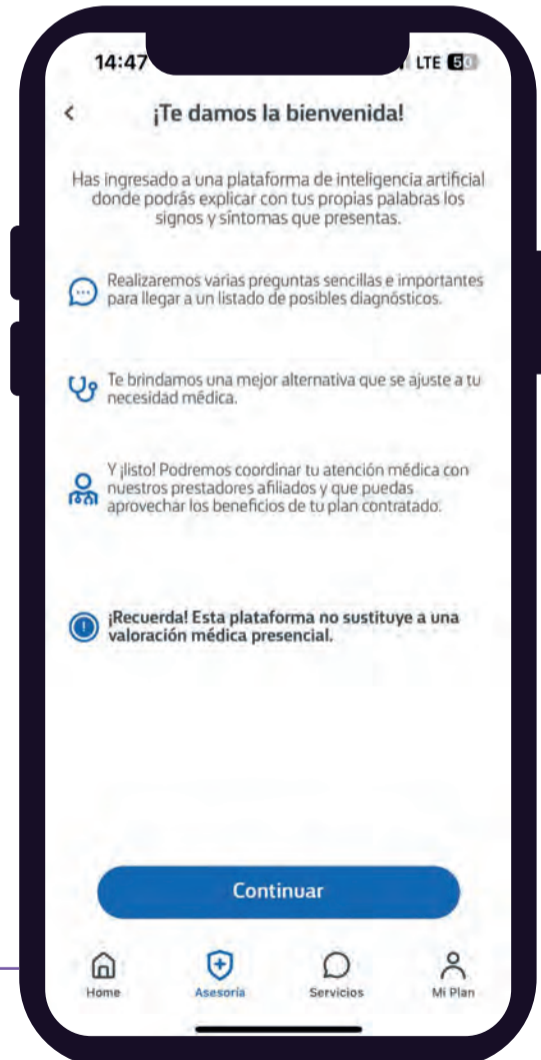 14:47 LTE 50
¡Te damos la bienvenida!
Has ingresado a una plataforma de inteligencia artificial
donde podrás explicar con tus propias palabras los
signos y síntomas que presentas.
Realizaremos varias preguntas sencillas e importantes
para llegar a un listado de posibles diagnósticos.
Te brindamos una mejor alternativa que se ajuste a tu
necesidad médica.
Y ¡listo! Podremos coordinar tu atención médica con
nuestros prestadores afiliados y que puedas
aprovechar los beneficios de tu plan contratado.
¡Recuerda! Esta plataforma no sustituye a una
valoración médica presencial.
Continuar
Home Asesoría Servicios Mi Plan